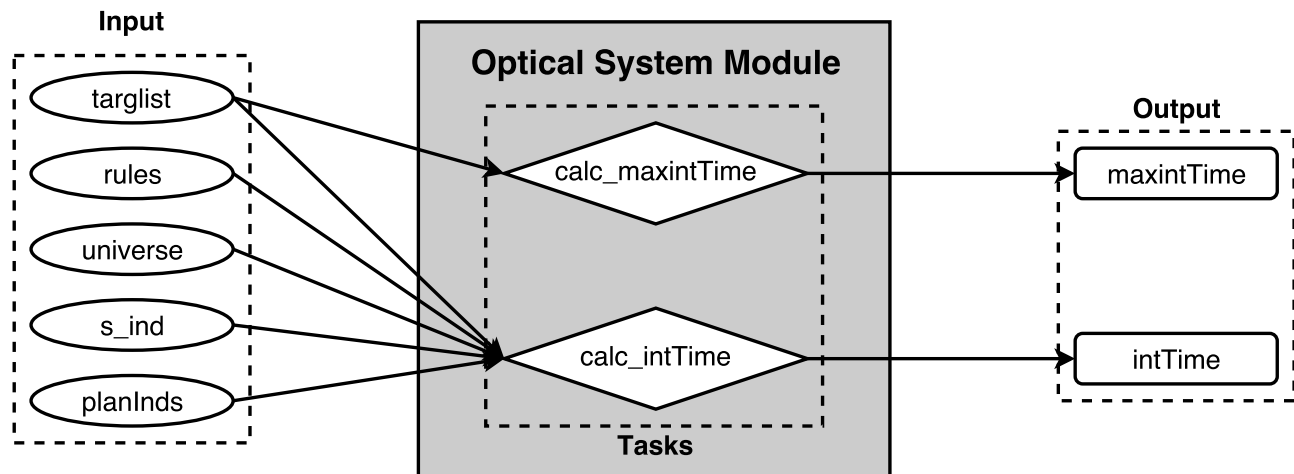 Input
targlist
rules
universe
s_ind
planInds
Optical System Module
calc_maxintTime
calc_intTime
Tasks
Output
maxintTime
intTime